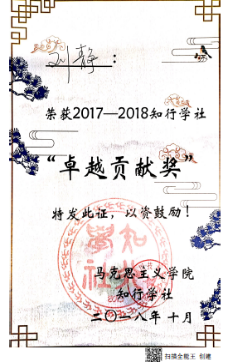 刘静：
荣获2017—2018知行学社
“卓越贡献奖”
特发此证，以资鼓励！
马克思主义学院
知行学社
二〇一八年十月
扫描全能王 创建